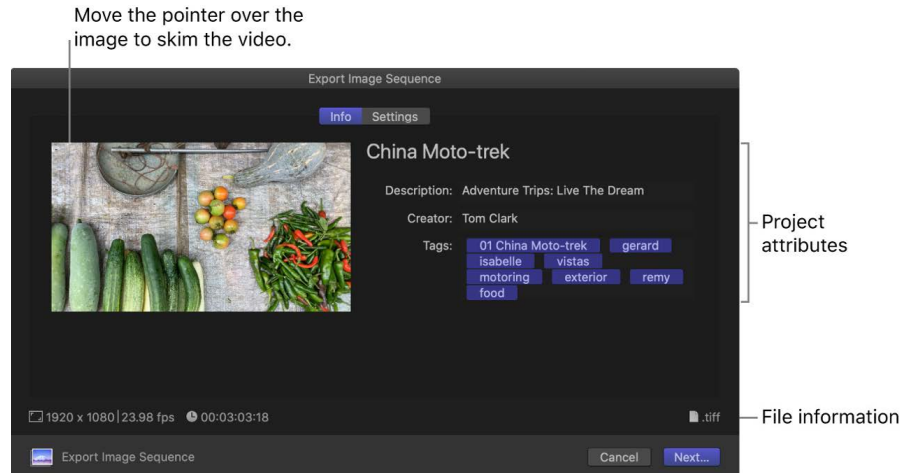 Move the pointer over the
image to skim the video.
Export Image Sequence
Info Settings
China Moto-trek
Description: Adventure Trips: Live The Dream
Creator: Tom Clark
Tags: 01 China Moto-trek gerard
isabelle vistas
motoring exterior remy
food
Project
attributes
1920 x 1080 | 23.98 fps 00:03:03:18 .tiff
File information
Export Image Sequence Cancel Next...